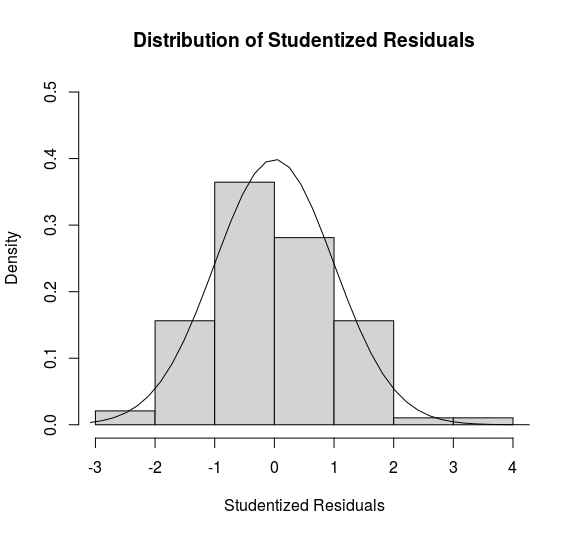 Distribution of Studentized Residuals
0.5
0.4
0.3
0.2
0.1
0.0
Density
-3 -2 -1 0 1 2 3 4
Studentized Residuals